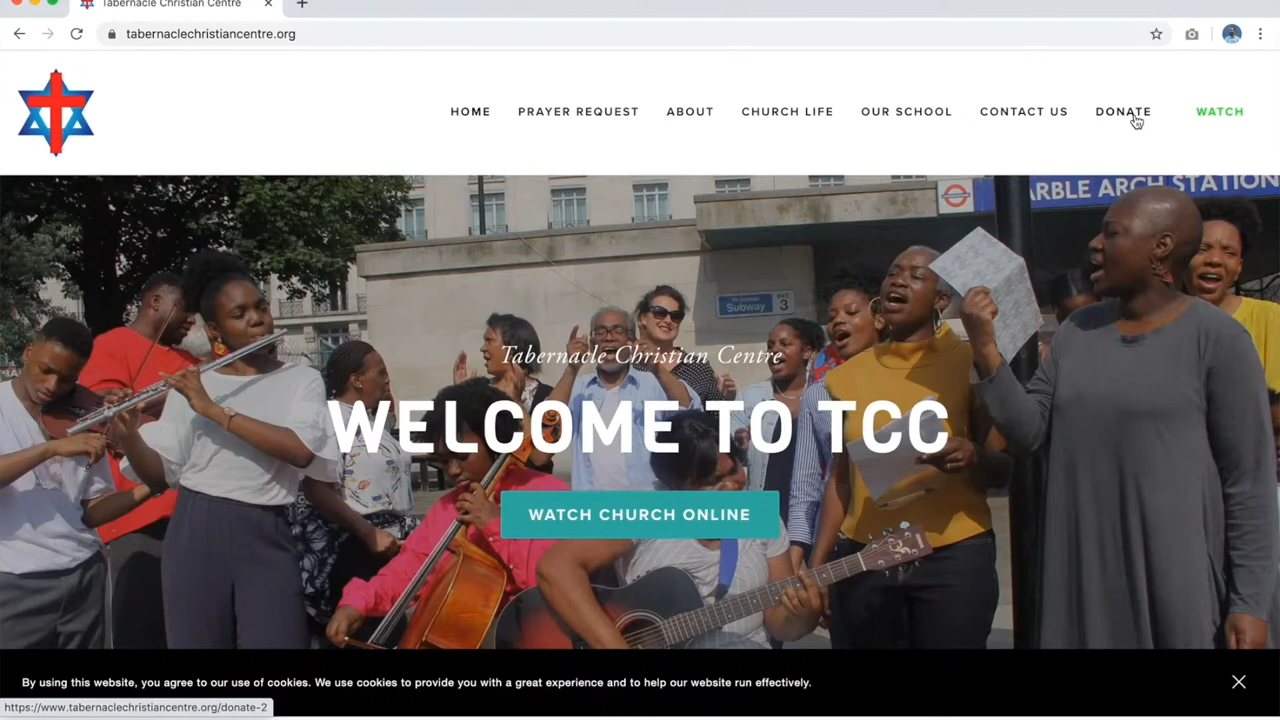 Tabernacle Christian Centre
tabernaclechristiancentre.org
HOME PRAYER REQUEST ABOUT CHURCH LIFE OUR SCHOOL CONTACT US DONATE WATCH
ARBLE ARCH STATION
Subway 3
Tabernacle Christian Centre
WELCOME TO TCC
WATCH CHURCH ONLINE
By using this website, you agree to our use of cookies. We use cookies to provide you with a great experience and to help our website run effectively.
https://www.tabernaclechristiancentre.org/donate-2